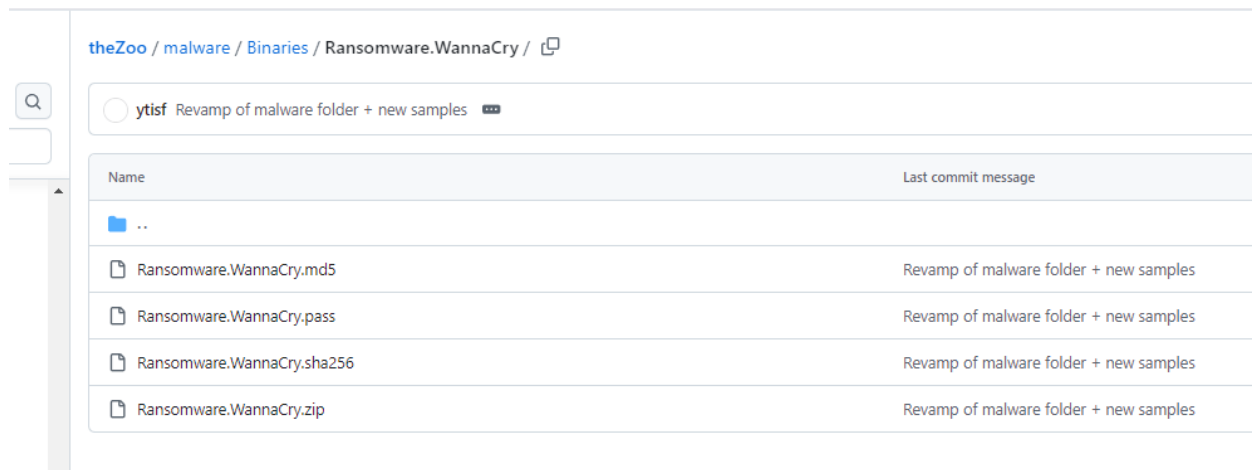 theZoo / malware / Binaries / Ransomware.WannaCry /
ytisf Revamp of malware folder + new samples
Name Last commit message
..
Ransomware.WannaCry.md5 Revamp of malware folder + new samples
Ransomware.WannaCry.pass Revamp of malware folder + new samples
Ransomware.WannaCry.sha256 Revamp of malware folder + new samples
Ransomware.WannaCry.zip Revamp of malware folder + new samples